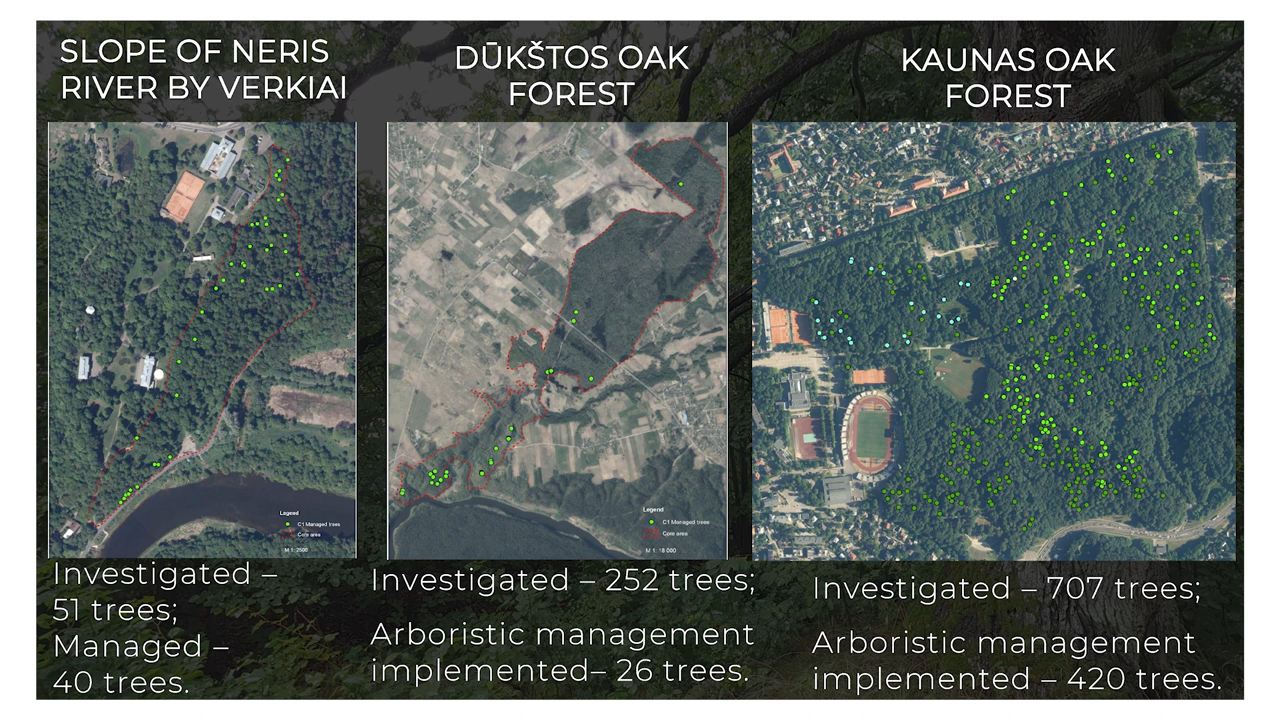 SLOPE OF NERIS
RIVER BY VERKIAI
Legend
C1 Managed trees
Core area
M 1: 2500
Investigated –
51 trees;
Managed –
40 trees.
DŪKŠTOS OAK
FOREST
Legend
C1 Managed trees
Core area
M 1: 18 000
Investigated – 252 trees;
Arboristic management
implemented– 26 trees.
KAUNAS OAK
FOREST
Investigated – 707 trees;
Arboristic management
implemented – 420 trees.